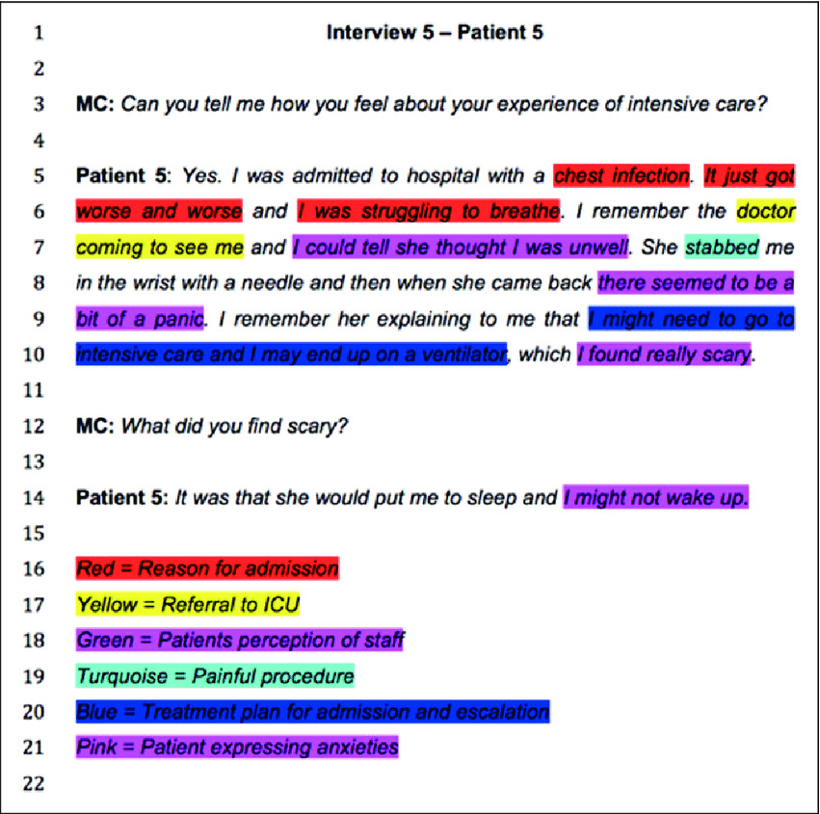 1 Interview 5 – Patient 5
2
3 MC: Can you tell me how you feel about your experience of intensive care?
4
5 Patient 5: Yes. I was admitted to hospital with a chest infection. It just got
6 worse and worse and I was struggling to breathe. I remember the doctor
7 coming to see me and I could tell she thought I was unwell. She stabbed me
8 in the wrist with a needle and then when she came back there seemed to be a
9 bit of a panic. I remember her explaining to me that I might need to go to
10 intensive care and I may end up on a ventilator, which I found really scary.
11
12 MC: What did you find scary?
13
14 Patient 5: It was that she would put me to sleep and I might not wake up.
15
16 Red = Reason for admission
17 Yellow = Referral to ICU
18 Green = Patients perception of staff
19 Turquoise = Painful procedure
20 Blue = Treatment plan for admission and escalation
21 Pink = Patient expressing anxieties
22